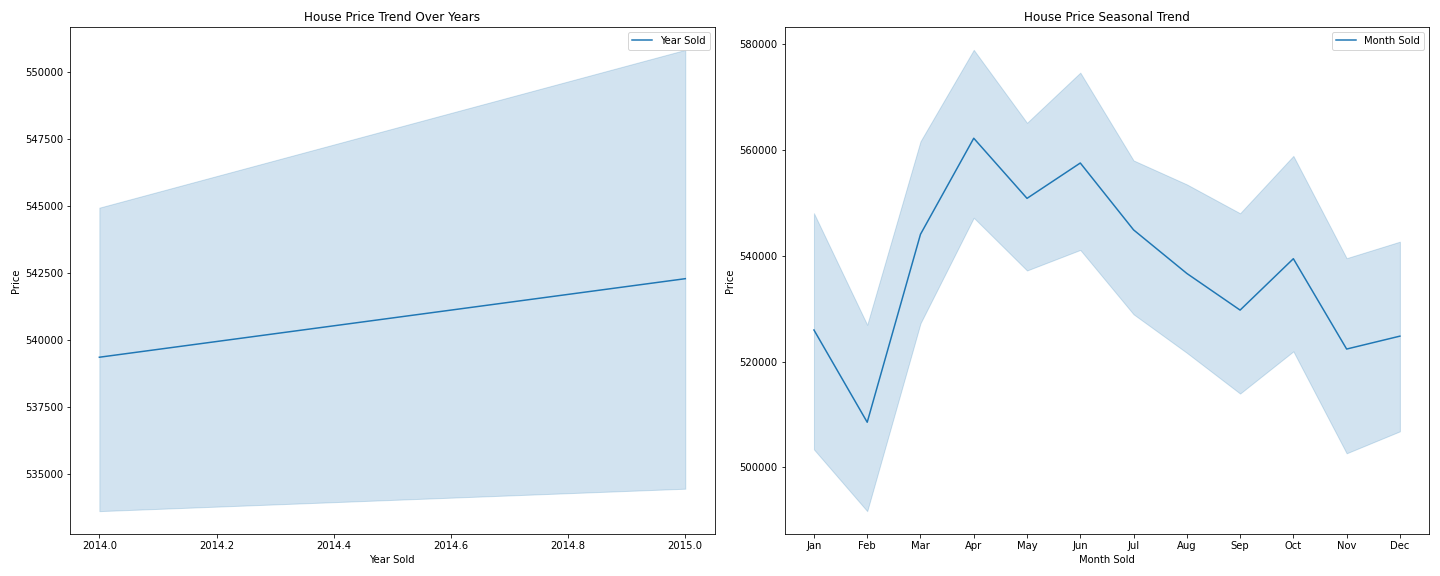 House Price Trend Over Years
Year Sold
550000
547500
545000
542500
540000
537500
535000
Price
2014.0 2014.2 2014.4 2014.6 2014.8 2015.0
Year Sold
House Price Seasonal Trend
Month Sold
580000
560000
540000
520000
500000
Price
Jan Feb Mar Apr May Jun Jul Aug Sep Oct Nov Dec
Month Sold